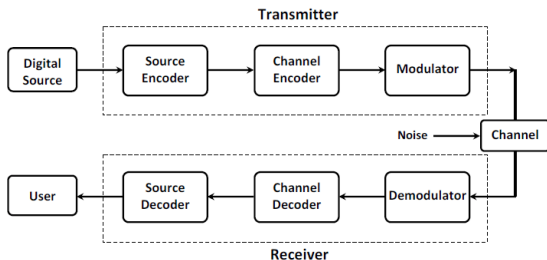 Transmitter
Digital
Source
Source
Encoder
Channel
Encoder
Modulator
Noise
Channel
User
Source
Decoder
Channel
Decoder
Demodulator
Receiver